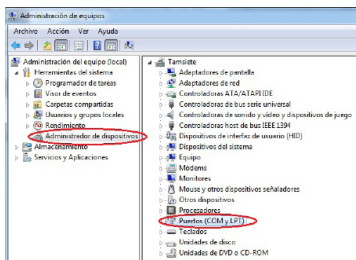 Administración de equipos
Archivo Acción Ver Ayuda
Administración del equipo (local)
Herramientas del sistema
Programador de tareas
Visor de eventos
Carpetas compartidas
Usuarios y grupos locales
Rendimiento
Administrador de dispositivos
Almacenamiento
Servicios y Aplicaciones
Tamsiete
Adaptadores de pantalla
Adaptadores de red
Controladoras ATA/ATAPI IDE
Controladoras de bus serie universal
Controladoras de sonido y vídeo y dispositivos de juego
Controladoras host de bus IEEE 1394
Dispositivos de interfaz de usuario (HID)
Dispositivos del sistema
Equipo
Módems
Monitores
Mouse y otros dispositivos señaladores
Otros dispositivos
Procesadores
Puertos (COM y LPT)
Teclados
Unidades de disco
Unidades de DVD o CD-ROM